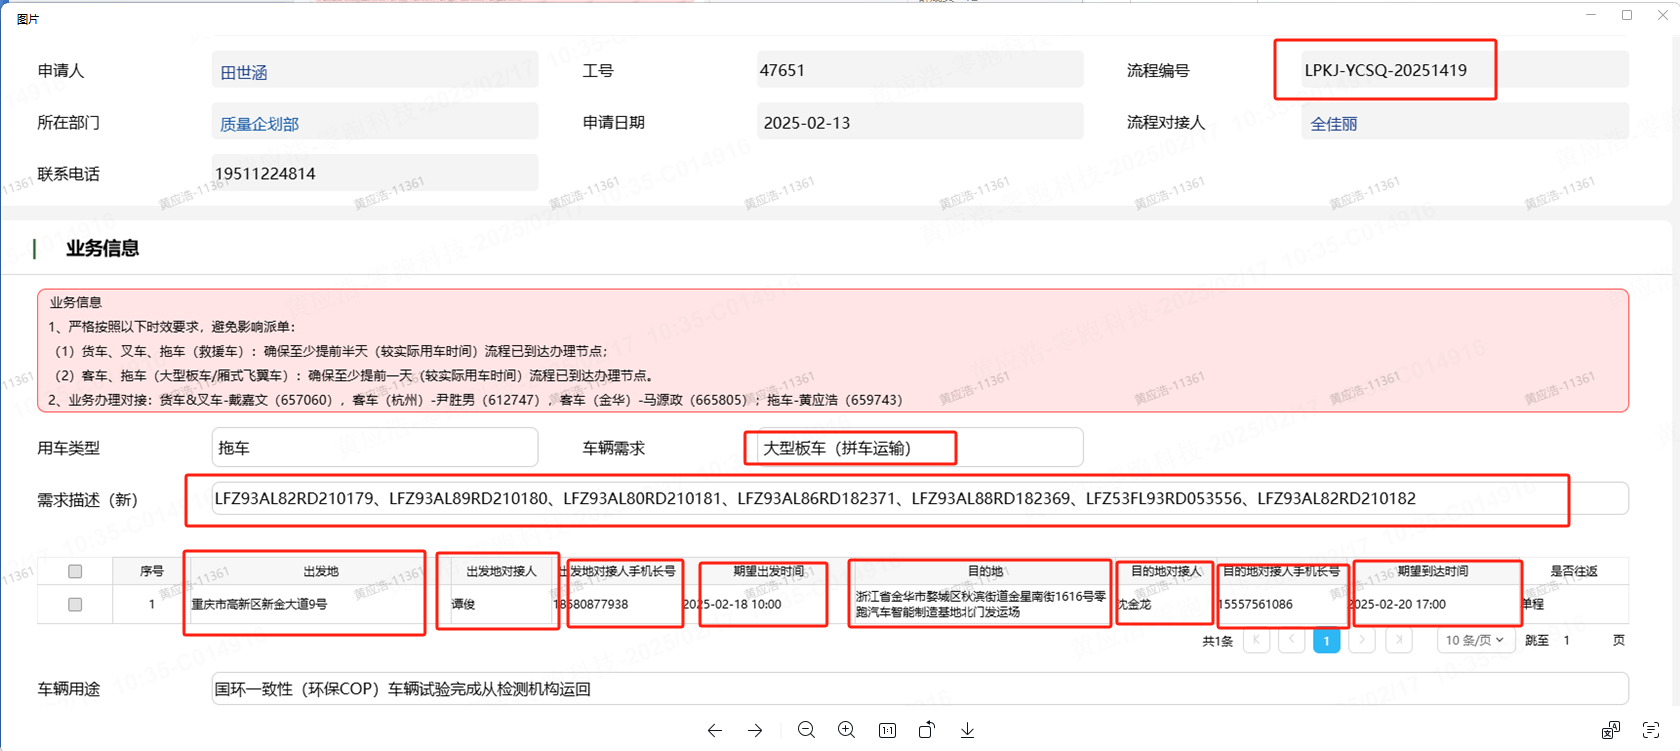 图片
申请人 田世涵 工号 47651 流程编号 LPKJ-YCSQ-20251419
所在部门 质量企划部 申请日期 2025-02-13 流程对接人 全佳丽
联系电话 19511224814
业务信息
业务信息
1、严格按照以下时效要求，避免影响派单：
（1）货车、叉车、拖车（救援车）：确保至少提前半天（较实际用车时间）流程已到达办理节点；
（2）客车、拖车（大型板车/厢式飞翼车）：确保至少提前一天（较实际用车时间）流程已到达办理节点。
2、业务办理对接：货车&叉车-戴嘉文（657060），客车（杭州）-尹胜男（612747），客车（金华）-马源政（665805）；拖车-黄应浩（659743）
用车类型 拖车 车辆需求 大型板车（拼车运输）
需求描述（新） LFZ93AL82RD210179、LFZ93AL89RD210180、LFZ93AL80RD210181、LFZ93AL86RD182371、LFZ93AL88RD182369、LFZ53FL93RD053556、LFZ93AL82RD210182
序号 出发地 出发地对接人 出发地对接人手机长号 期望出发时间 目的地 目的地对接人 目的地对接人手机长号 期望到达时间 是否往返
1 重庆市高新区新金大道9号 谭俊 18580877938 2025-02-18 10:00 浙江省金华市婺城区秋滨街道金星南街1616号零 沈金龙 15557561086 2025-02-20 17:00 单程
跑汽车智能制造基地北门发运场
共1条 1 10 条/页 跳至 1 页
车辆用途 国环一致性（环保COP）车辆试验完成从检测机构运回
黄应浩-11361